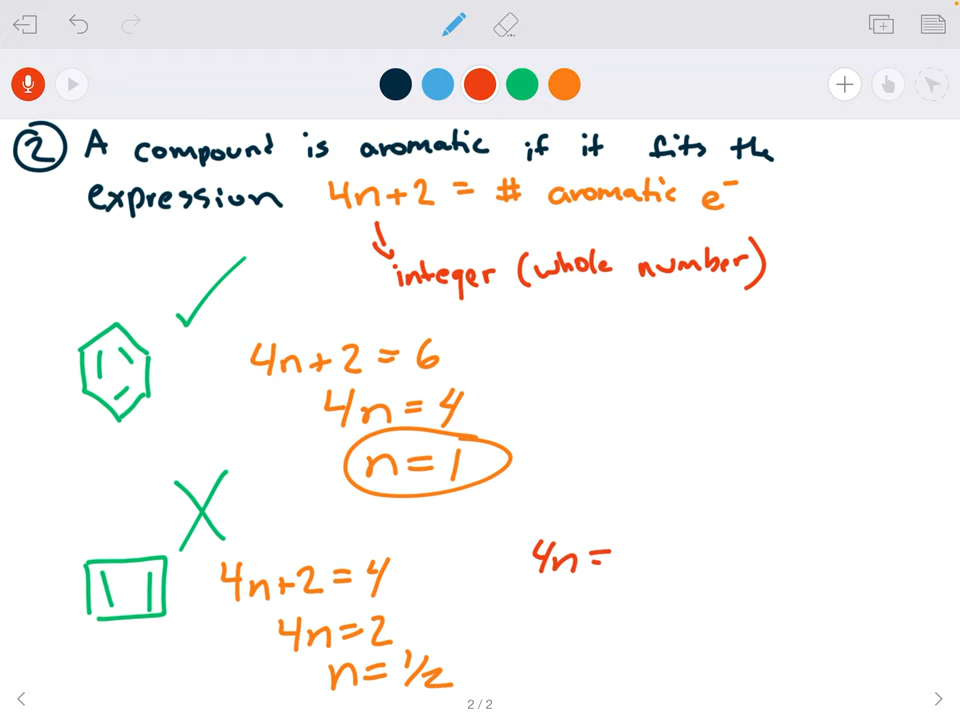 ② A compound is aromatic if it fits the
expression 4n+2 = # aromatic e⁻
integer (whole number)
4n+2 = 6
4n = 4
n = 1
4n+2 = 4
4n =
4n = 2
n = 1/2
2 / 2